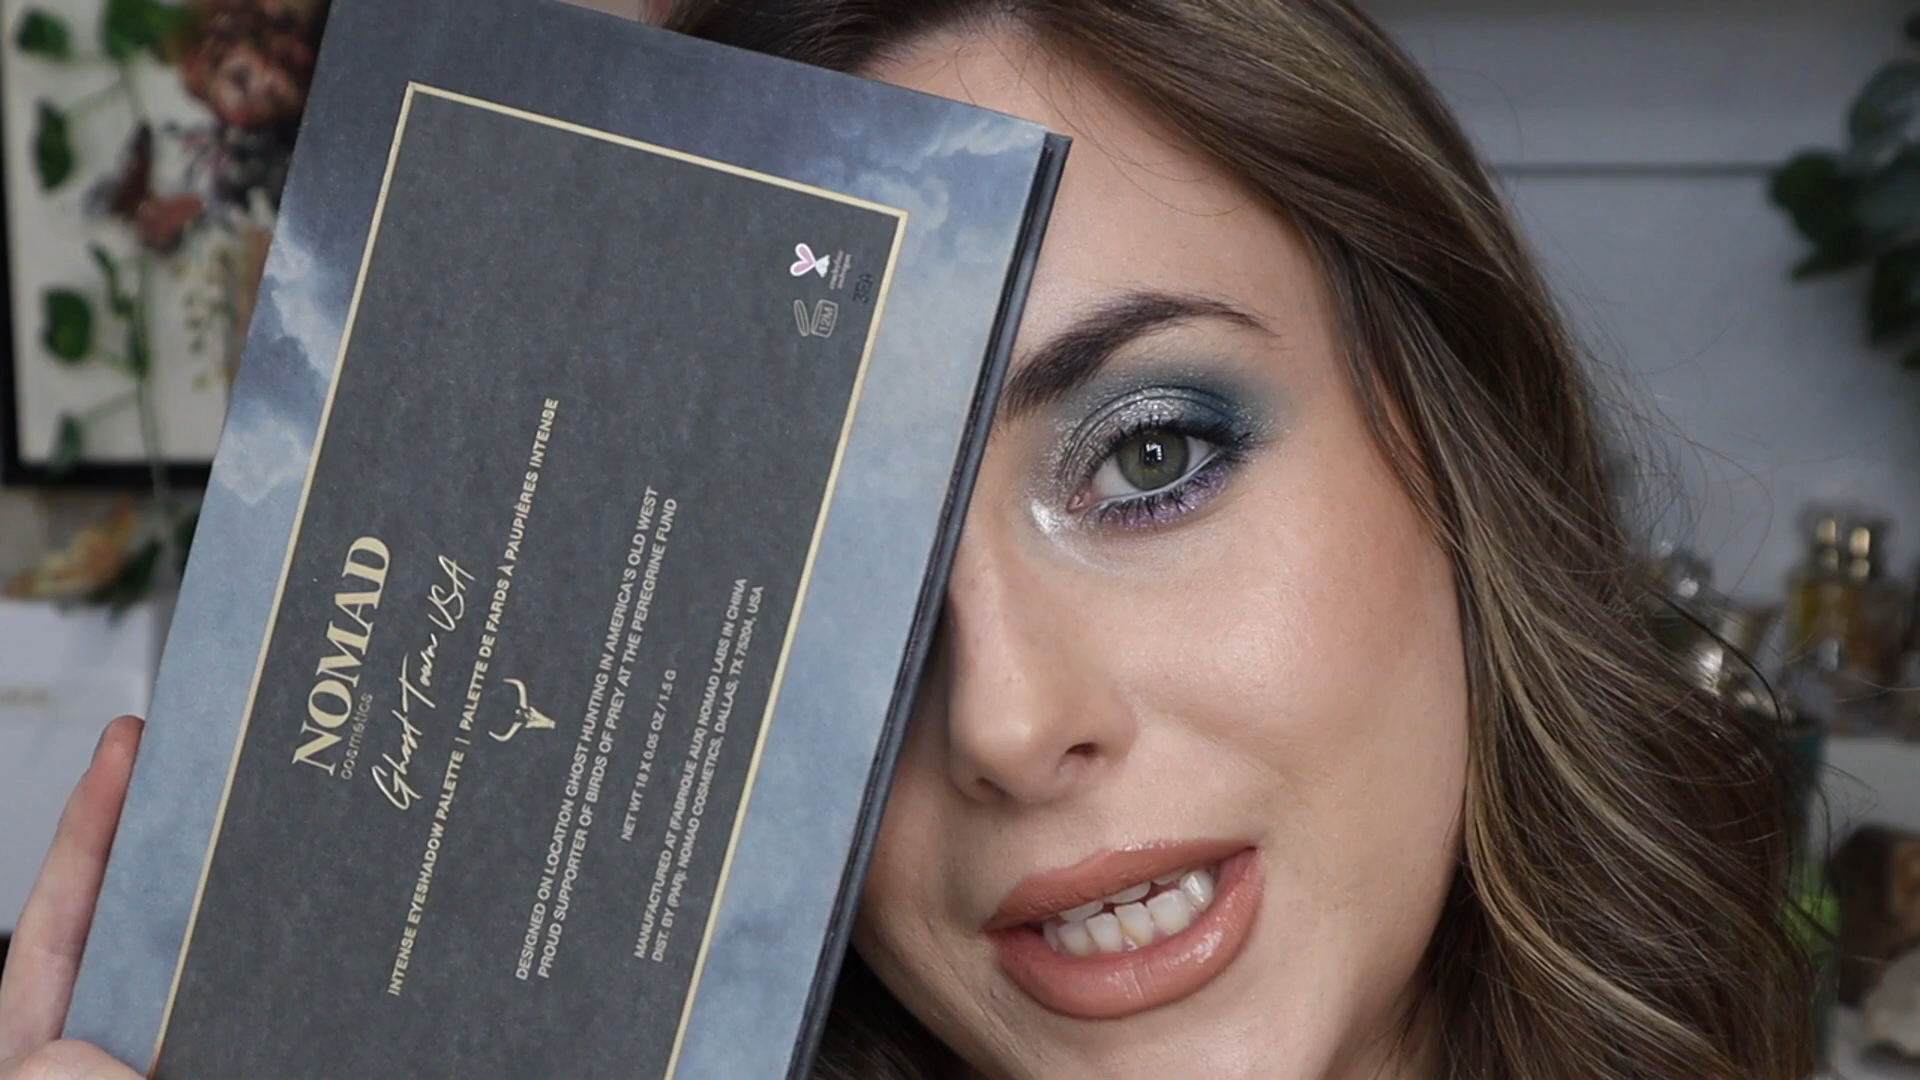 NOMAD
cosmetics
Ghost Town USA
INTENSE EYESHADOW PALETTE | PALETTE DE FARDS À PAUPIÈRES INTENSE
DESIGNED ON LOCATION GHOST HUNTING IN AMERICA'S OLD WEST
PROUD SUPPORTER OF BIRDS OF PREY AT THE PEREGRINE FUND
NET WT 18 X 0.05 OZ / 1.5 G
MANUFACTURED AT (FABRIQUE AUX) NOMAD LABS IN CHINA
DIST. BY (PAR): NOMAD COSMETICS, DALLAS, TX 75204, USA
12M